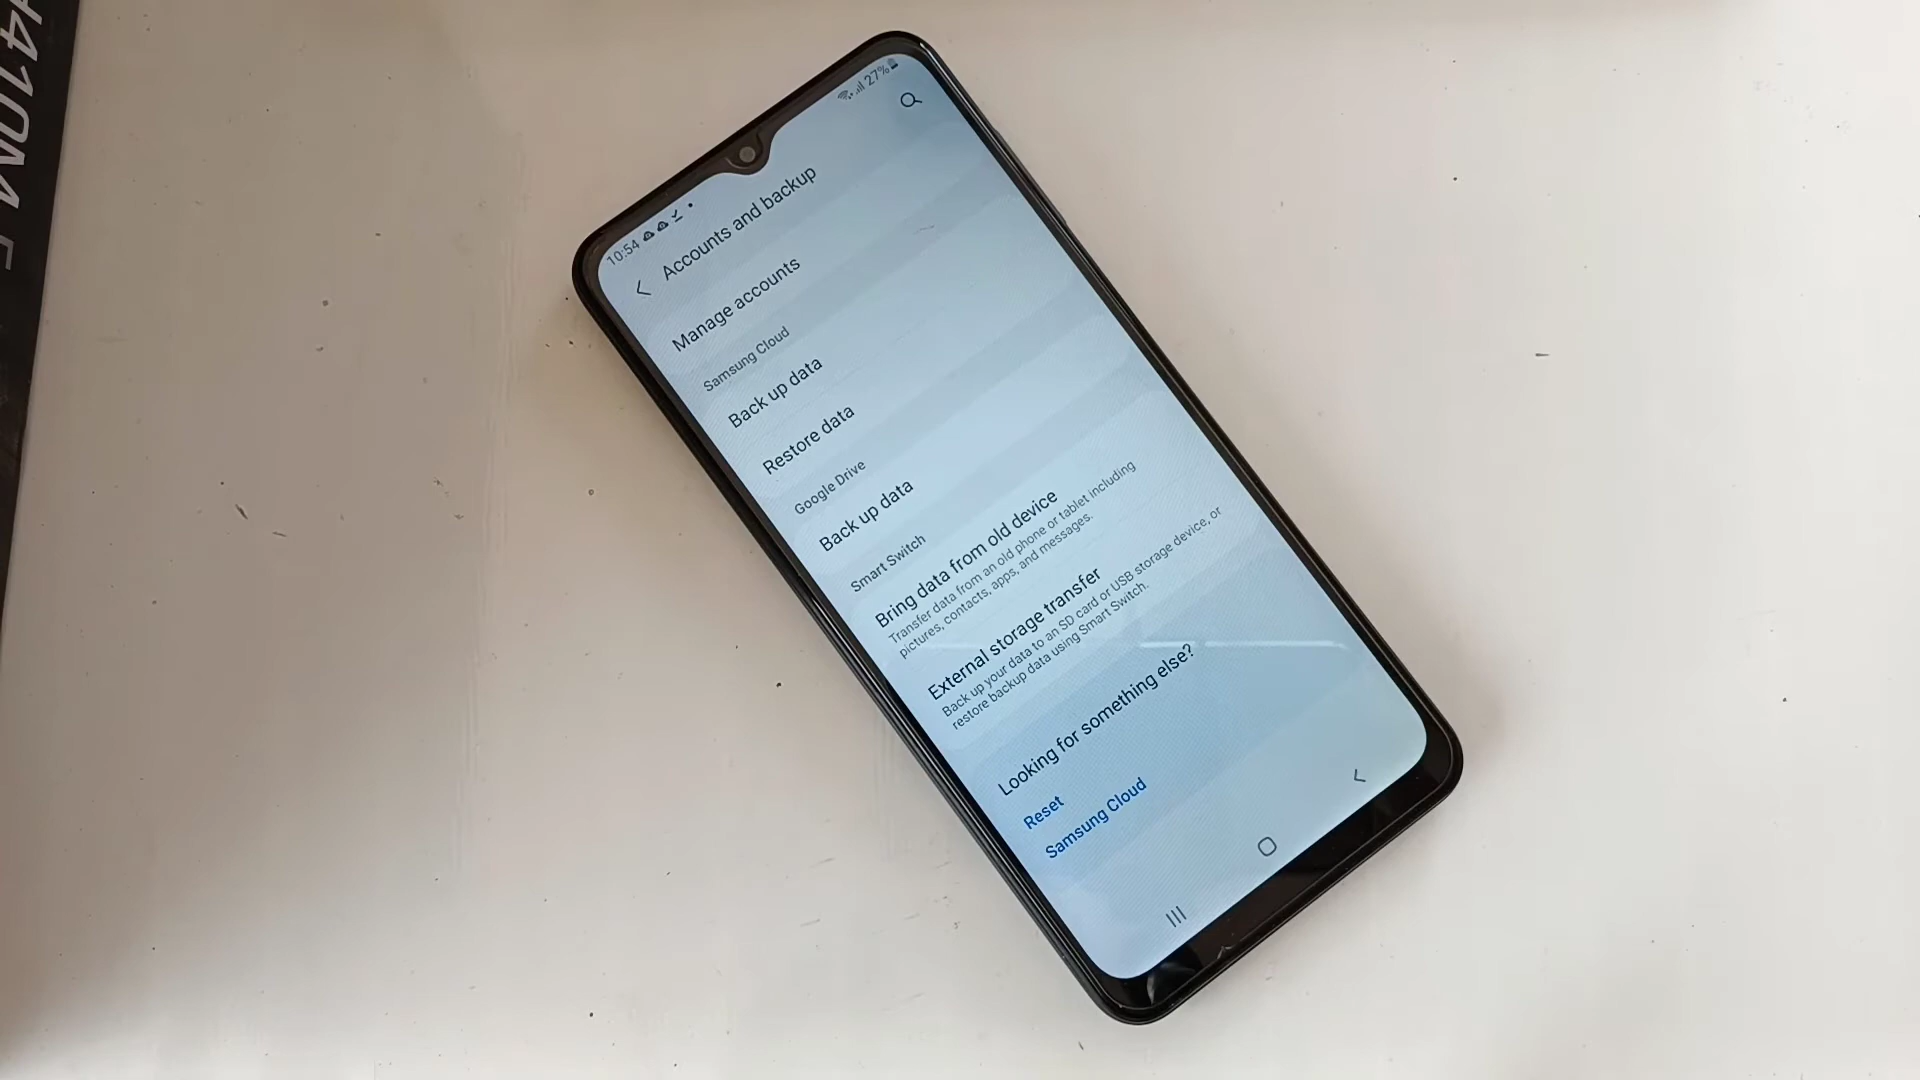 H410M
10:54
27%
Accounts and backup
Manage accounts
Samsung Cloud
Back up data
Restore data
Google Drive
Back up data
Smart Switch
Bring data from old device
Transfer data from an old phone or tablet including
pictures, contacts, apps, and messages.
External storage transfer
Back up your data to an SD card or USB storage device, or
restore backup data using Smart Switch.
Looking for something else?
Reset
Samsung Cloud